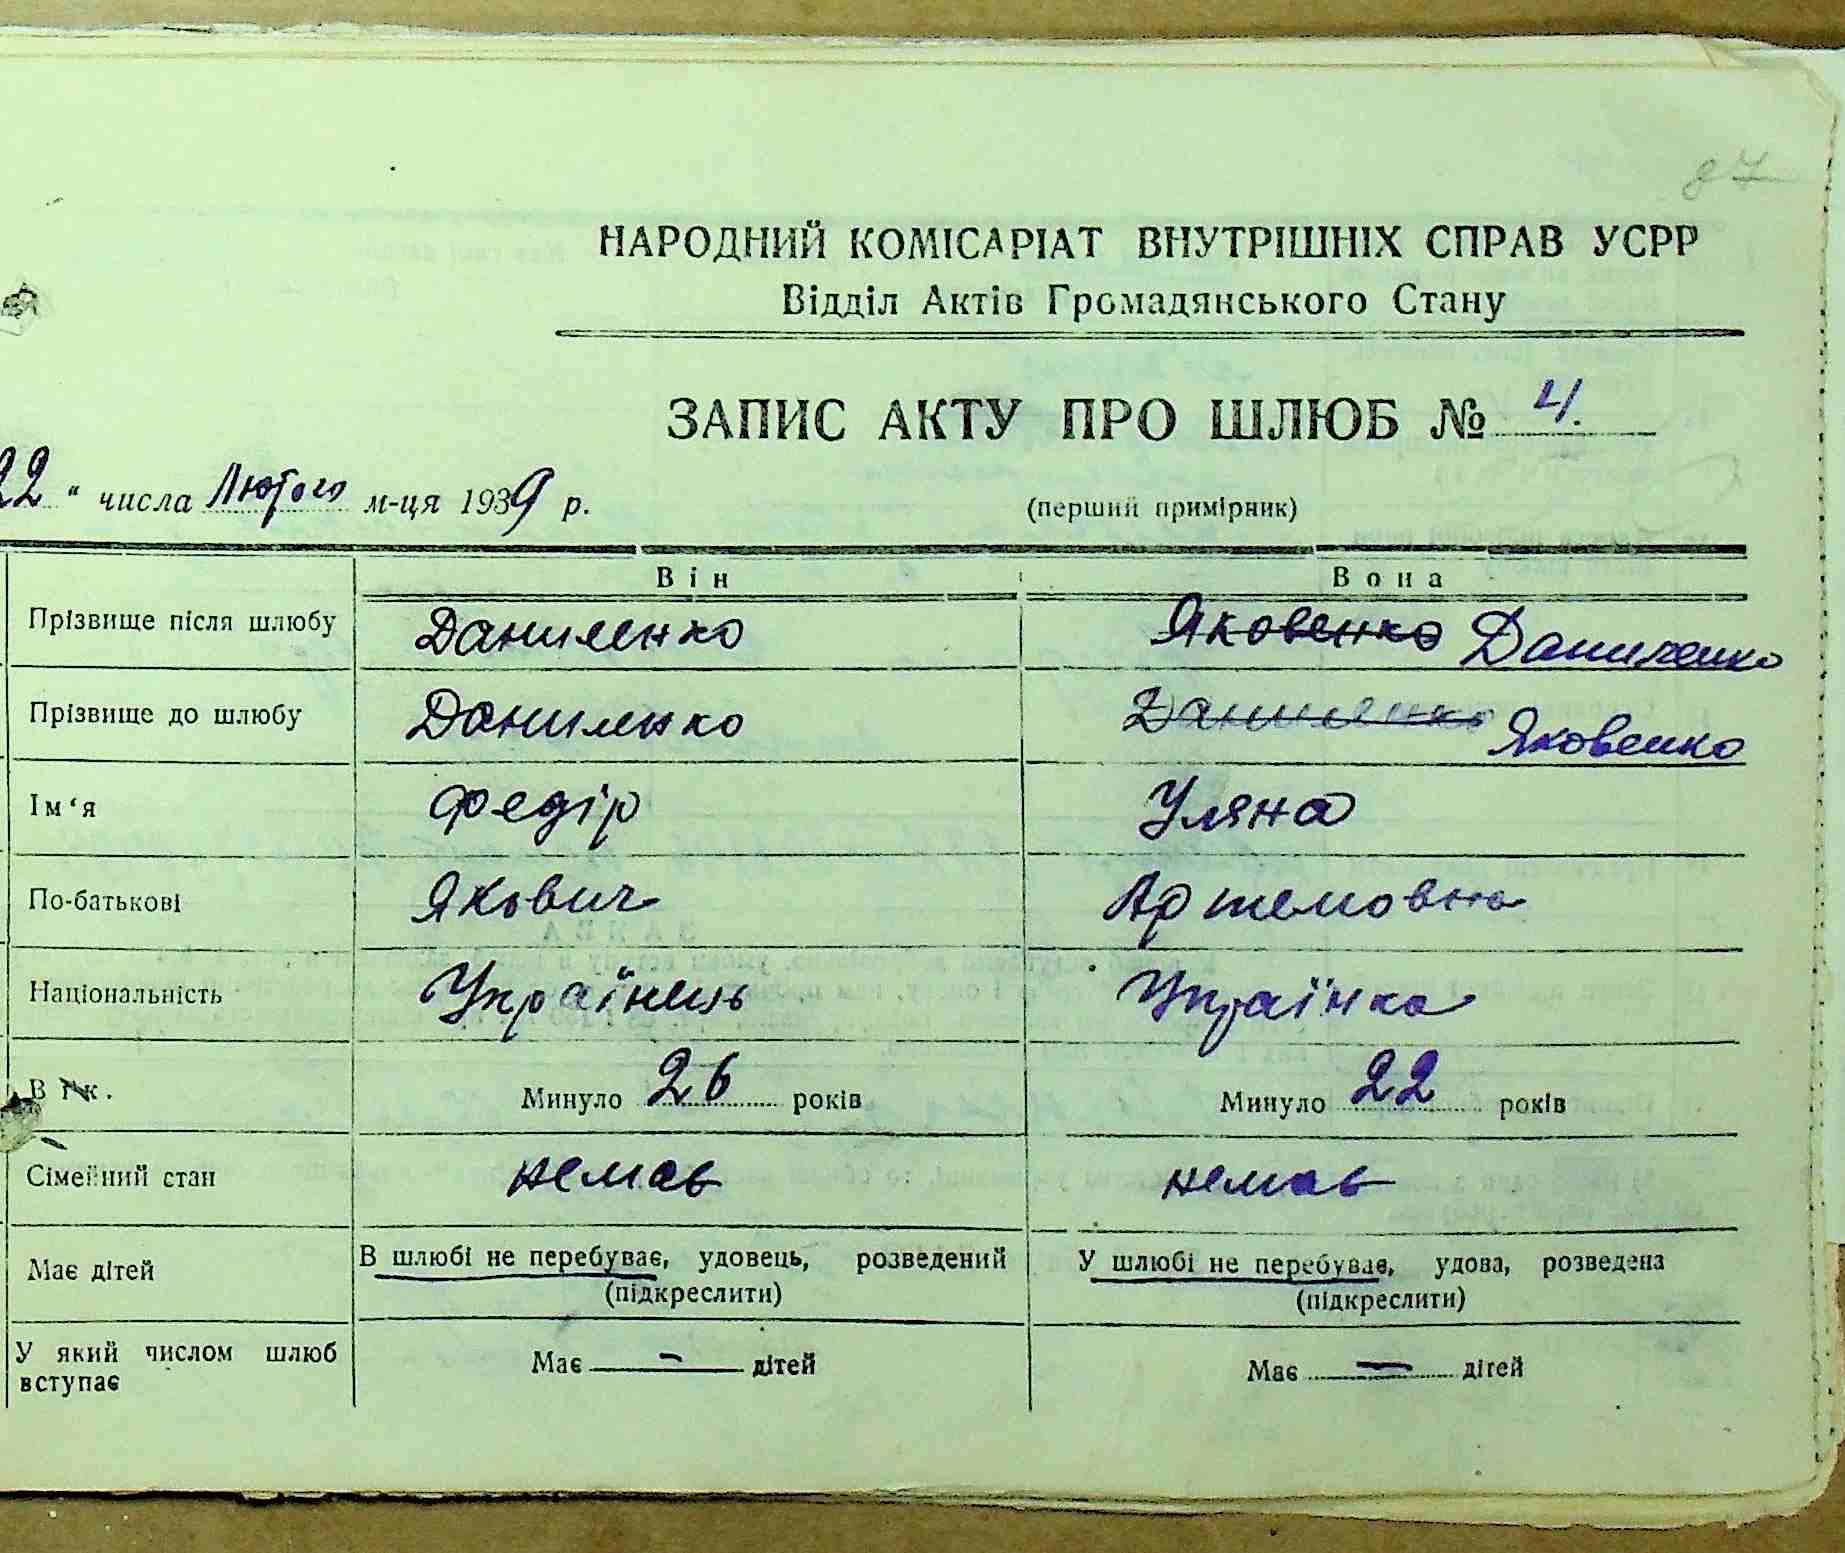 87
НАРОДНИЙ КОМІСАРІАТ ВНУТРІШНІХ СПРАВ УСРР
Відділ Актів Громадянського Стану
ЗАПИС АКТУ ПРО ШЛЮБ № 4.
22 " числа Лютого м-ця 1939 р. (перший примірник)
Він Вона
Прізвище після шлюбу Даниленко Яковенко Даниленко
Прізвище до шлюбу Даниленко Даниленко Яковенко
Ім'я Федір Уляна
По-батькові Якович Артемовна
Національність Українець Українка
Вік. Минуло 26 років Минуло 22 років
Сімейний стан немає немає
Має дітей В шлюбі не перебуває, удовець, розведений У шлюбі не перебуває, удова, розведена
(підкреслити) (підкреслити)
У який числом шлюб вступає Має — дітей Має — дітей